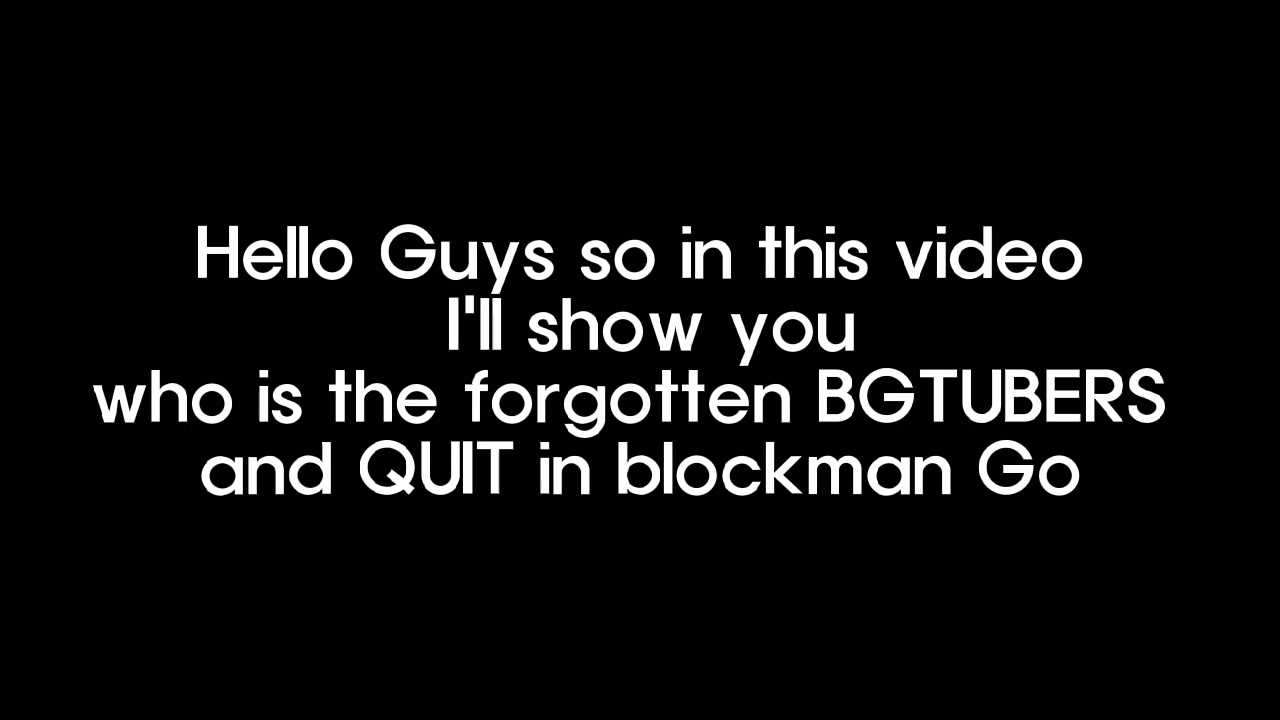 Hello Guys so in this video
I'll show you
who is the forgotten BGTUBERS
and QUIT in blockman Go